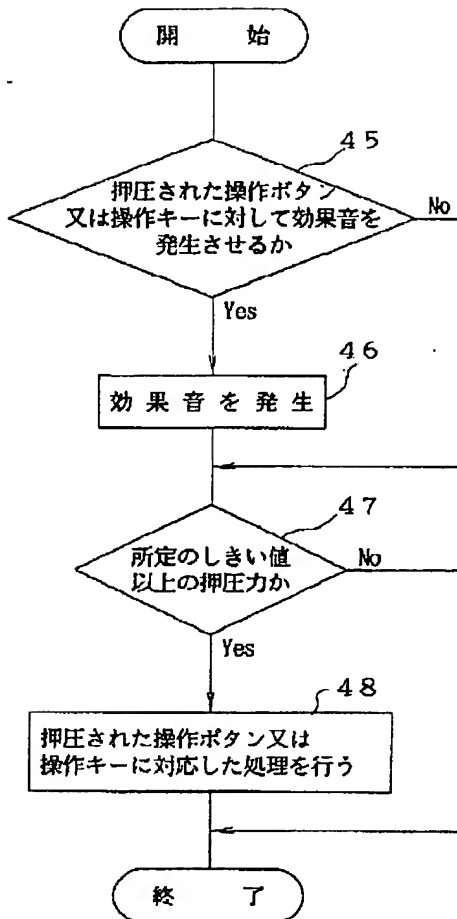 開始
45
押圧された操作ボタン
又は操作キーに対して効果音を
発生させるか
No
Yes
46
効果音を発生
47
所定のしきい値
以上の押圧力か
No
Yes
48
押圧された操作ボタン又は
操作キーに対応した処理を行う
終了